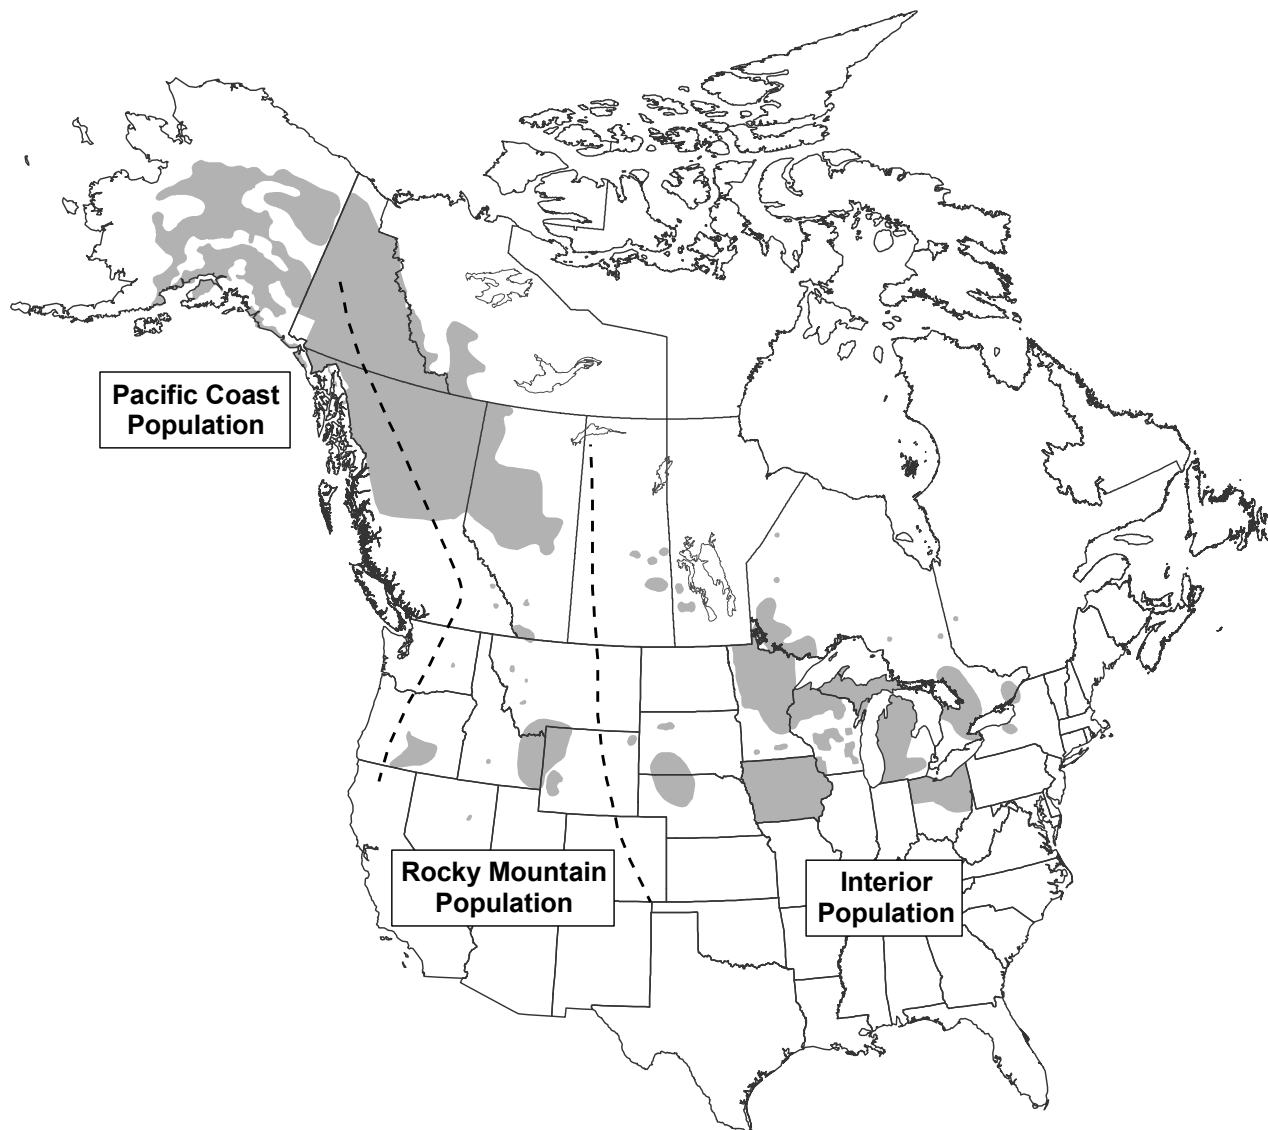 Pacific Coast
Population
Rocky Mountain
Population
Interior
Population